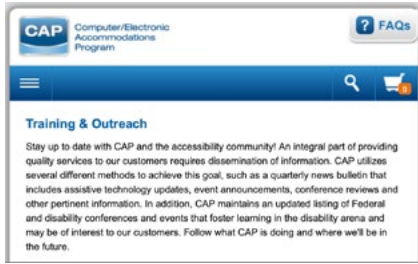 CAP
Computer/Electronic
Accommodations
Program
? FAQs
0
Training & Outreach
Stay up to date with CAP and the accessibility community! An integral part of providing
quality services to our customers requires dissemination of information. CAP utilizes
several different methods to achieve this goal, such as a quarterly news bulletin that
includes assistive technology updates, event announcements, conference reviews and
other pertinent information. In addition, CAP maintains an updated listing of Federal
and disability conferences and events that foster learning in the disability arena and
may be of interest to our customers. Follow what CAP is doing and where we'll be in
the future.